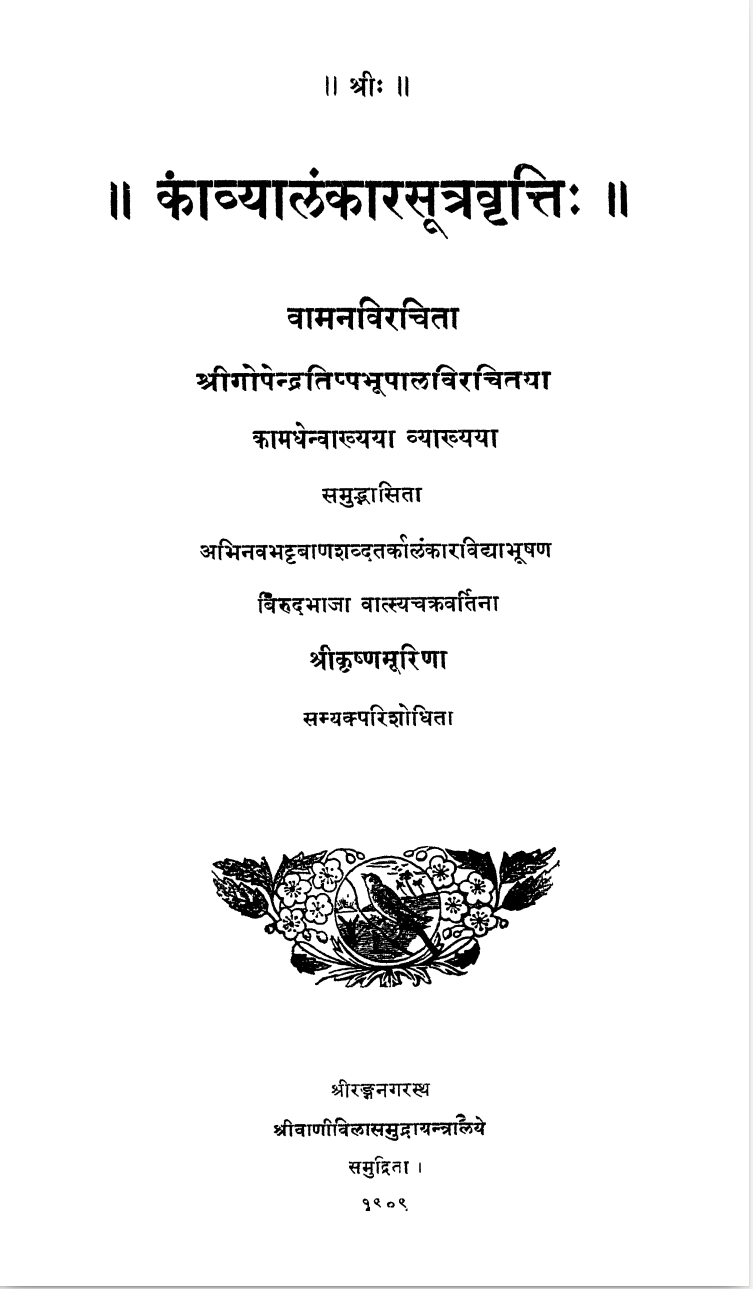 ॥ श्रीः ॥
॥ काव्यालंकारसूत्रवृत्तिः ॥
वामनविरचिता
श्रीगोपेन्द्रतिप्पभूपालविरचितया
कामधेन्वाख्यया व्याख्यया
समुद्भासिता
अभिनवभट्टबाणशब्दतर्कालंकारविद्याभूषण
बिरुदभाजा वात्स्यचक्रवर्तिना
श्रीकृष्णसूरिणा
सम्यक्परिशोधिता
श्रीरङ्गनगरस्थ
श्रीवाणीविलासमुद्रायन्त्रालये
समुद्रिता ।
१९०९